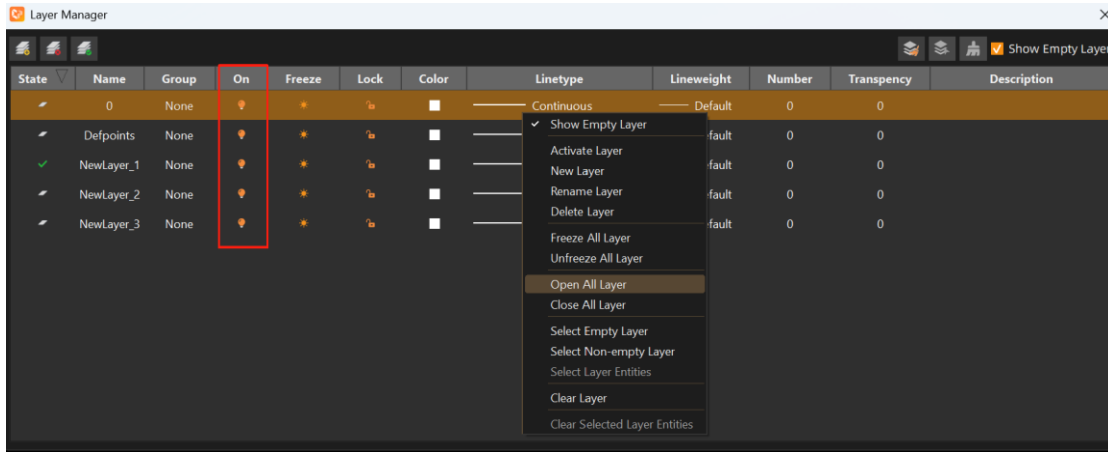 Layer Manager
Show Empty Layer
State Name Group On Freeze Lock Color Linetype Lineweight Number Transpency Description
0 None Continuous Default 0 0
Show Empty Layer
Defpoints None fault 0 0
Activate Layer
NewLayer_1 None fault 0 0
New Layer
Rename Layer
NewLayer_2 None fault 0 0
Delete Layer
NewLayer_3 None fault 0 0
Freeze All Layer
Unfreeze All Layer
Open All Layer
Close All Layer
Select Empty Layer
Select Non-empty Layer
Select Layer Entities
Clear Layer
Clear Selected Layer Entities